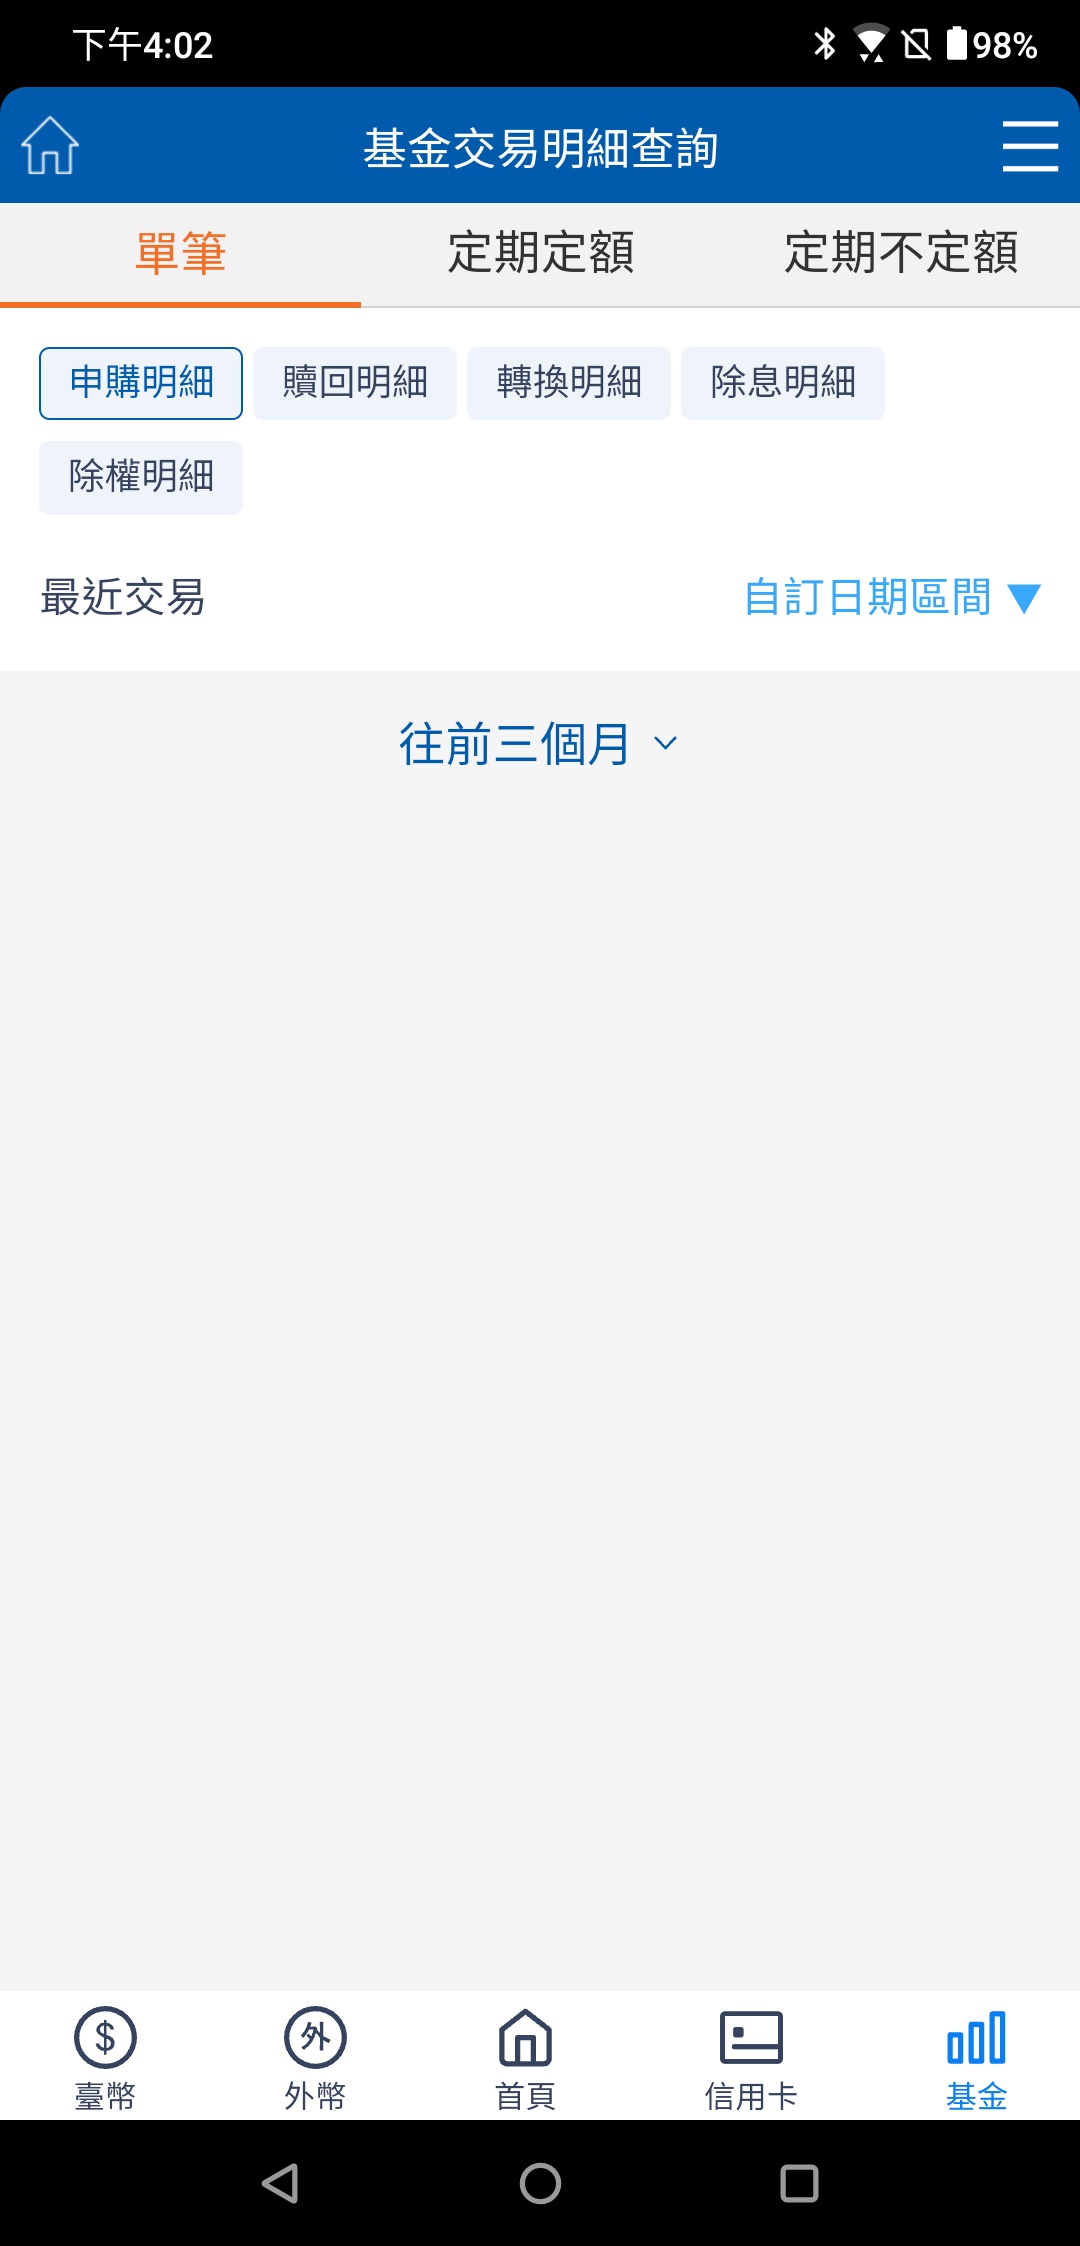 下午4:02 98%
基金交易明細查詢
單筆 定期定額 定期不定額
申購明細 贖回明細 轉換明細 除息明細
除權明細
最近交易 自訂日期區間 ▼
往前三個月
$ 外
臺幣 外幣 首頁 信用卡 基金